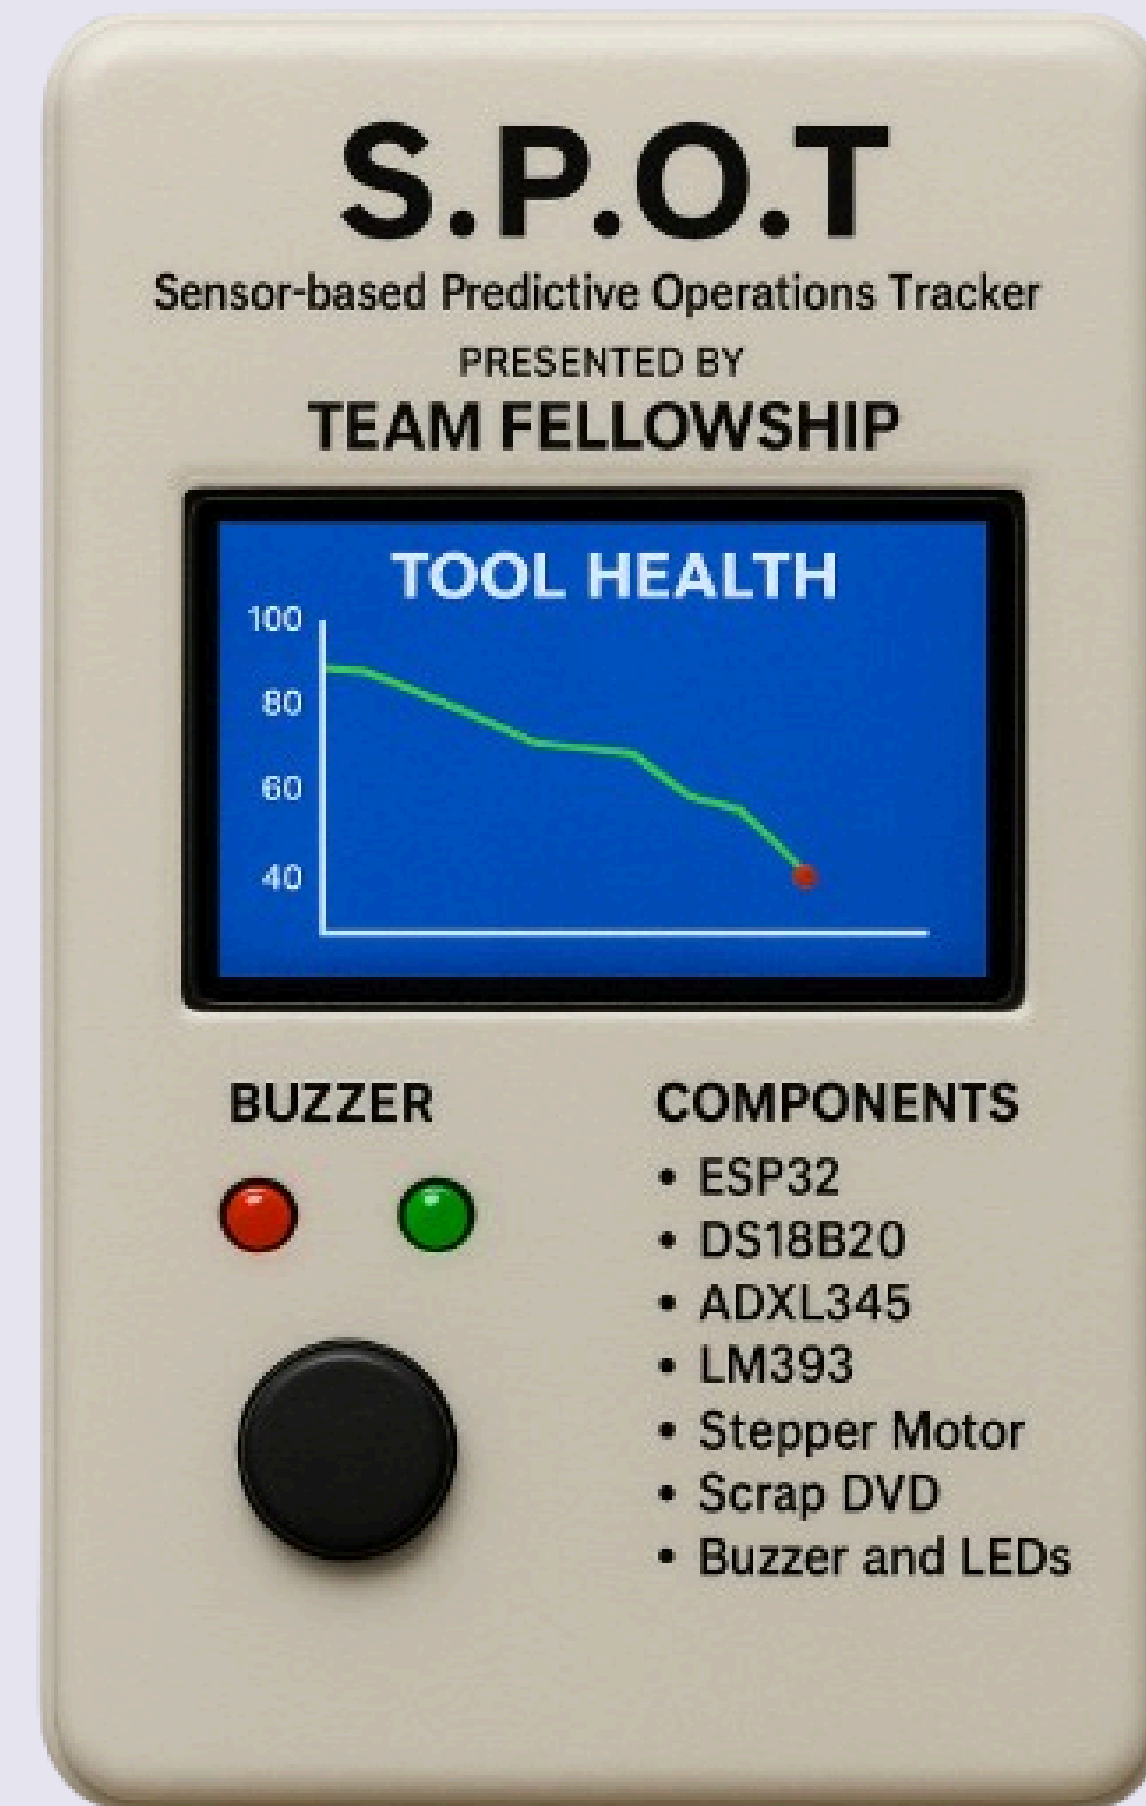 S.P.O.T
Sensor-based Predictive Operations Tracker
PRESENTED BY
TEAM FELLOWSHIP
TOOL HEALTH
100
80
60
40
BUZZER
COMPONENTS
• ESP32
• DS18B20
• ADXL345
• LM393
• Stepper Motor
• Scrap DVD
• Buzzer and LEDs